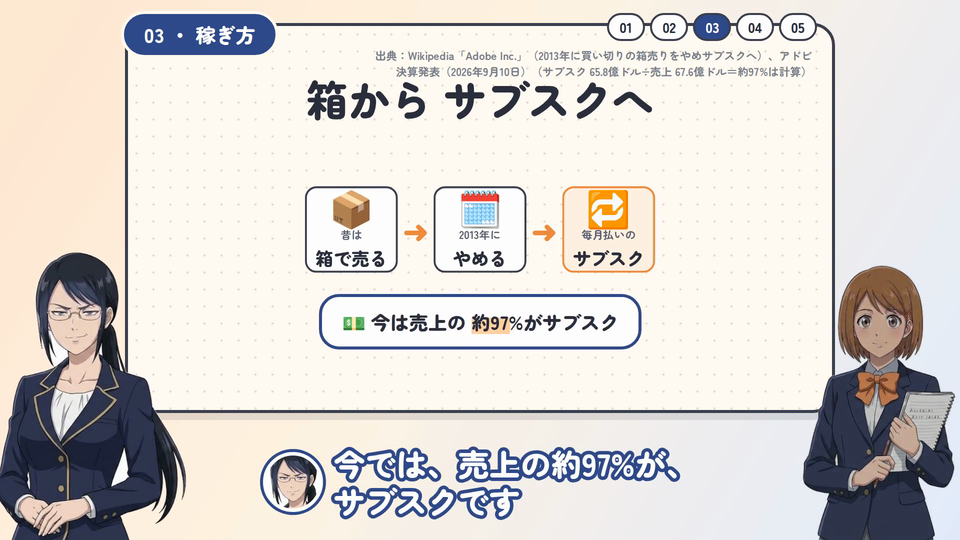 03 ・ 稼ぎ方
01 02 03 04 05
出典：Wikipedia「Adobe Inc.」（2013年に買い切りの箱売りをやめサブスクへ）、アドビ
決算発表（2026年9月10日）（サブスク 65.8億ドル÷売上 67.6億ドル＝約97%は計算）
箱から サブスクへ
昔は
箱で売る
2013年に
やめる
毎月払いの
サブスク
今は売上の 約97%がサブスク
今では、売上の約97%が、
サブスクです